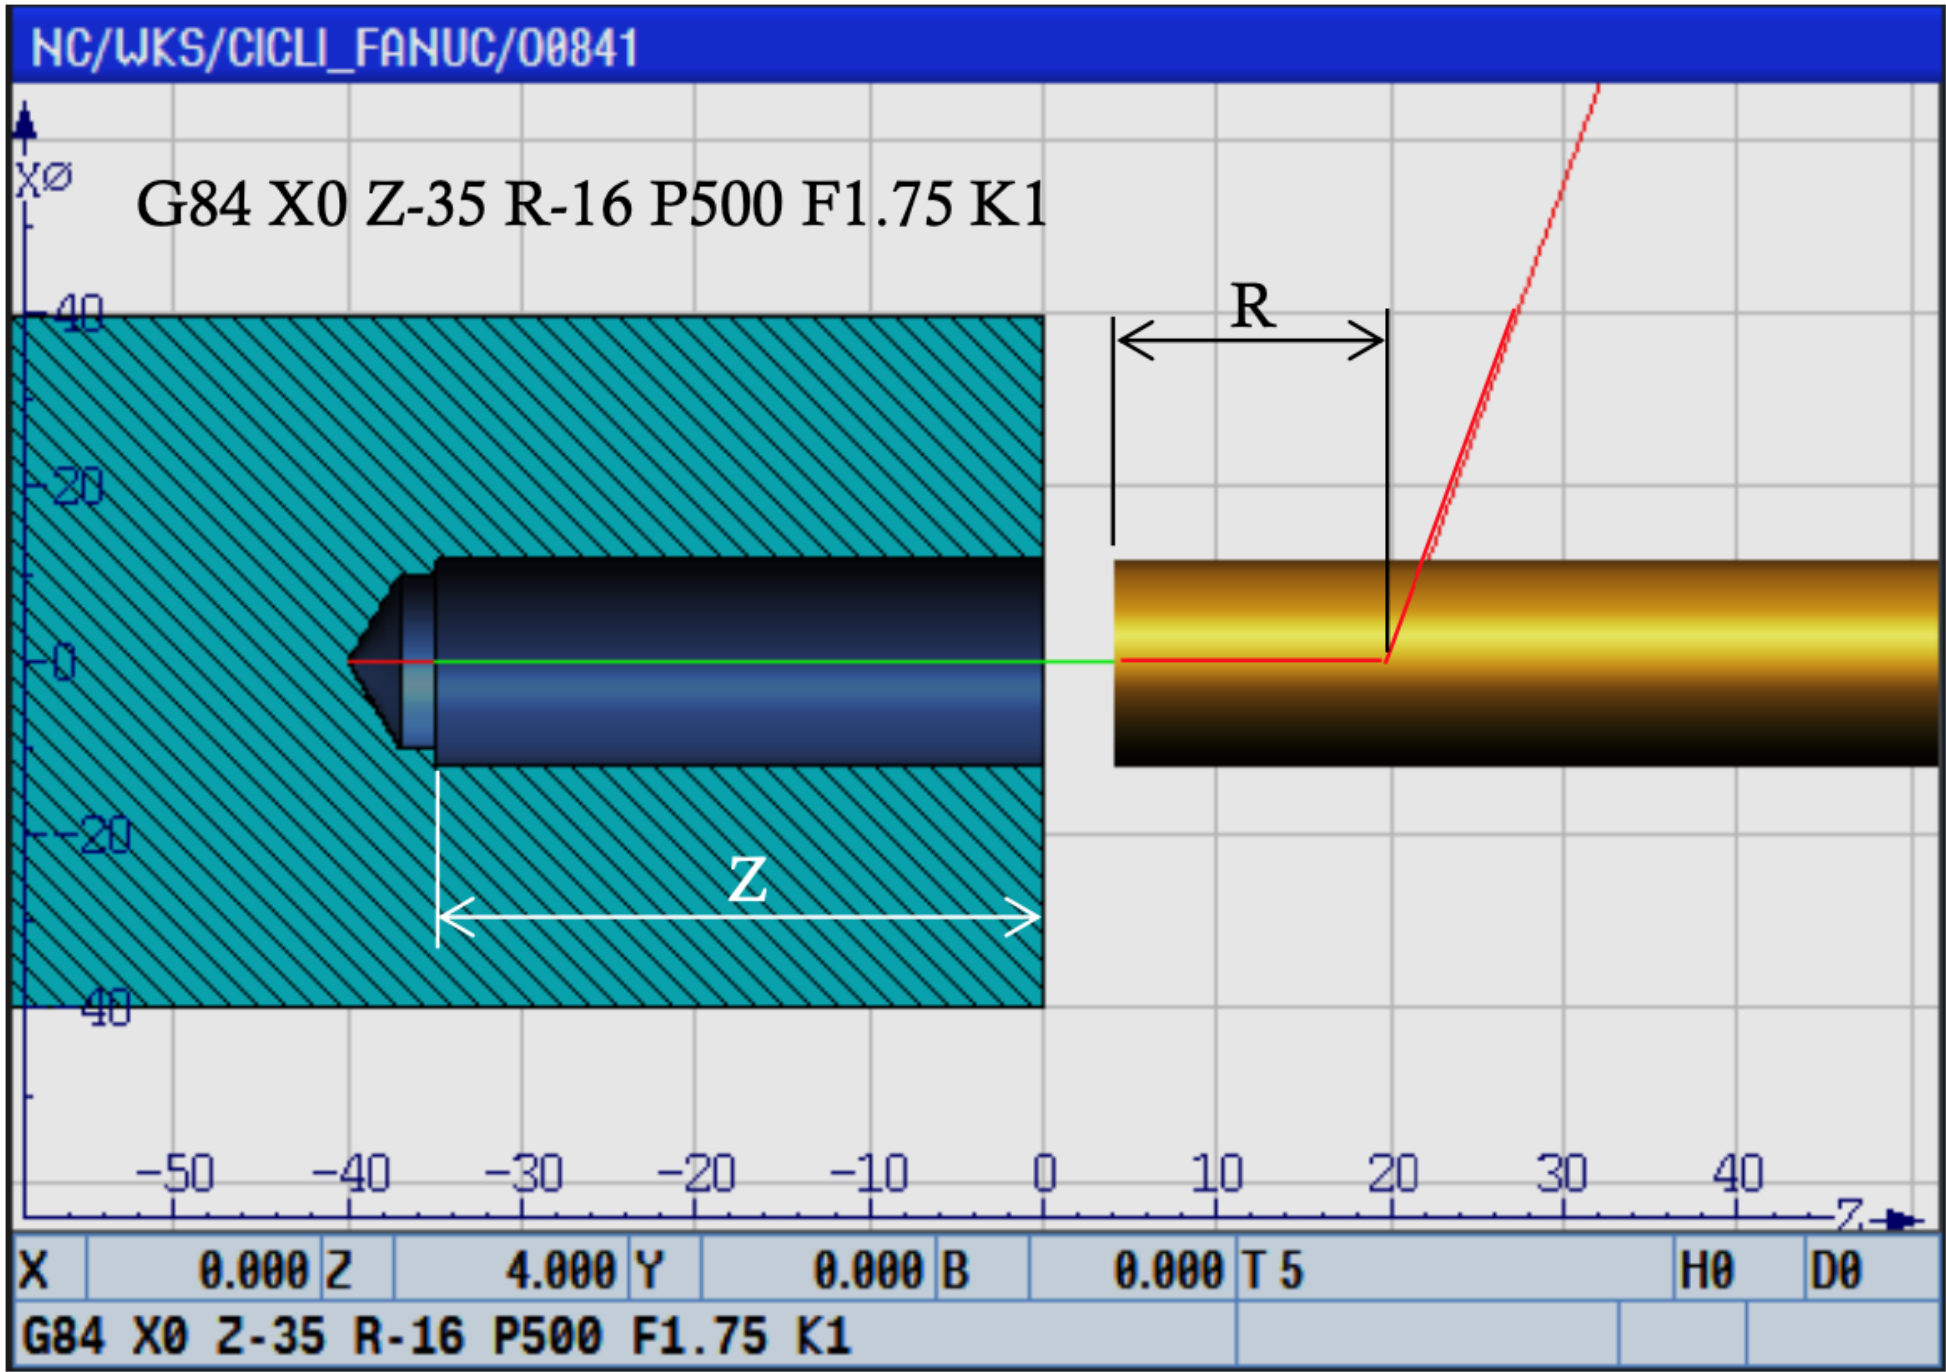 NC/WKS/CICLI_FANUC/O0841
XØ
G84 X0 Z-35 R-16 P500 F1.75 K1
R
40
20
0
-20
Z
-40
-50 -40 -30 -20 -10 0 10 20 30 40
Z
X 0.000 Z 4.000 Y 0.000 B 0.000 T 5 H0 D0
G84 X0 Z-35 R-16 P500 F1.75 K1